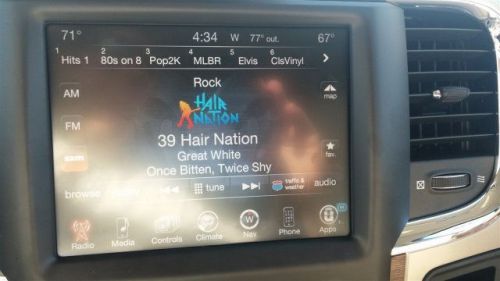 71° 4:34 W 77° out. 67°
1 Hits 1 2 80s on 8 3 Pop2K 4 MLBR 5 Elvis 6 ClsVinyl
Rock
AM
HAIR NATION
map
FM
39 Hair Nation
Great White
fav.
Once Bitten, Twice Shy
browse tune traffic & weather audio
Radio Media Controls Climate W Nav Phone Apps